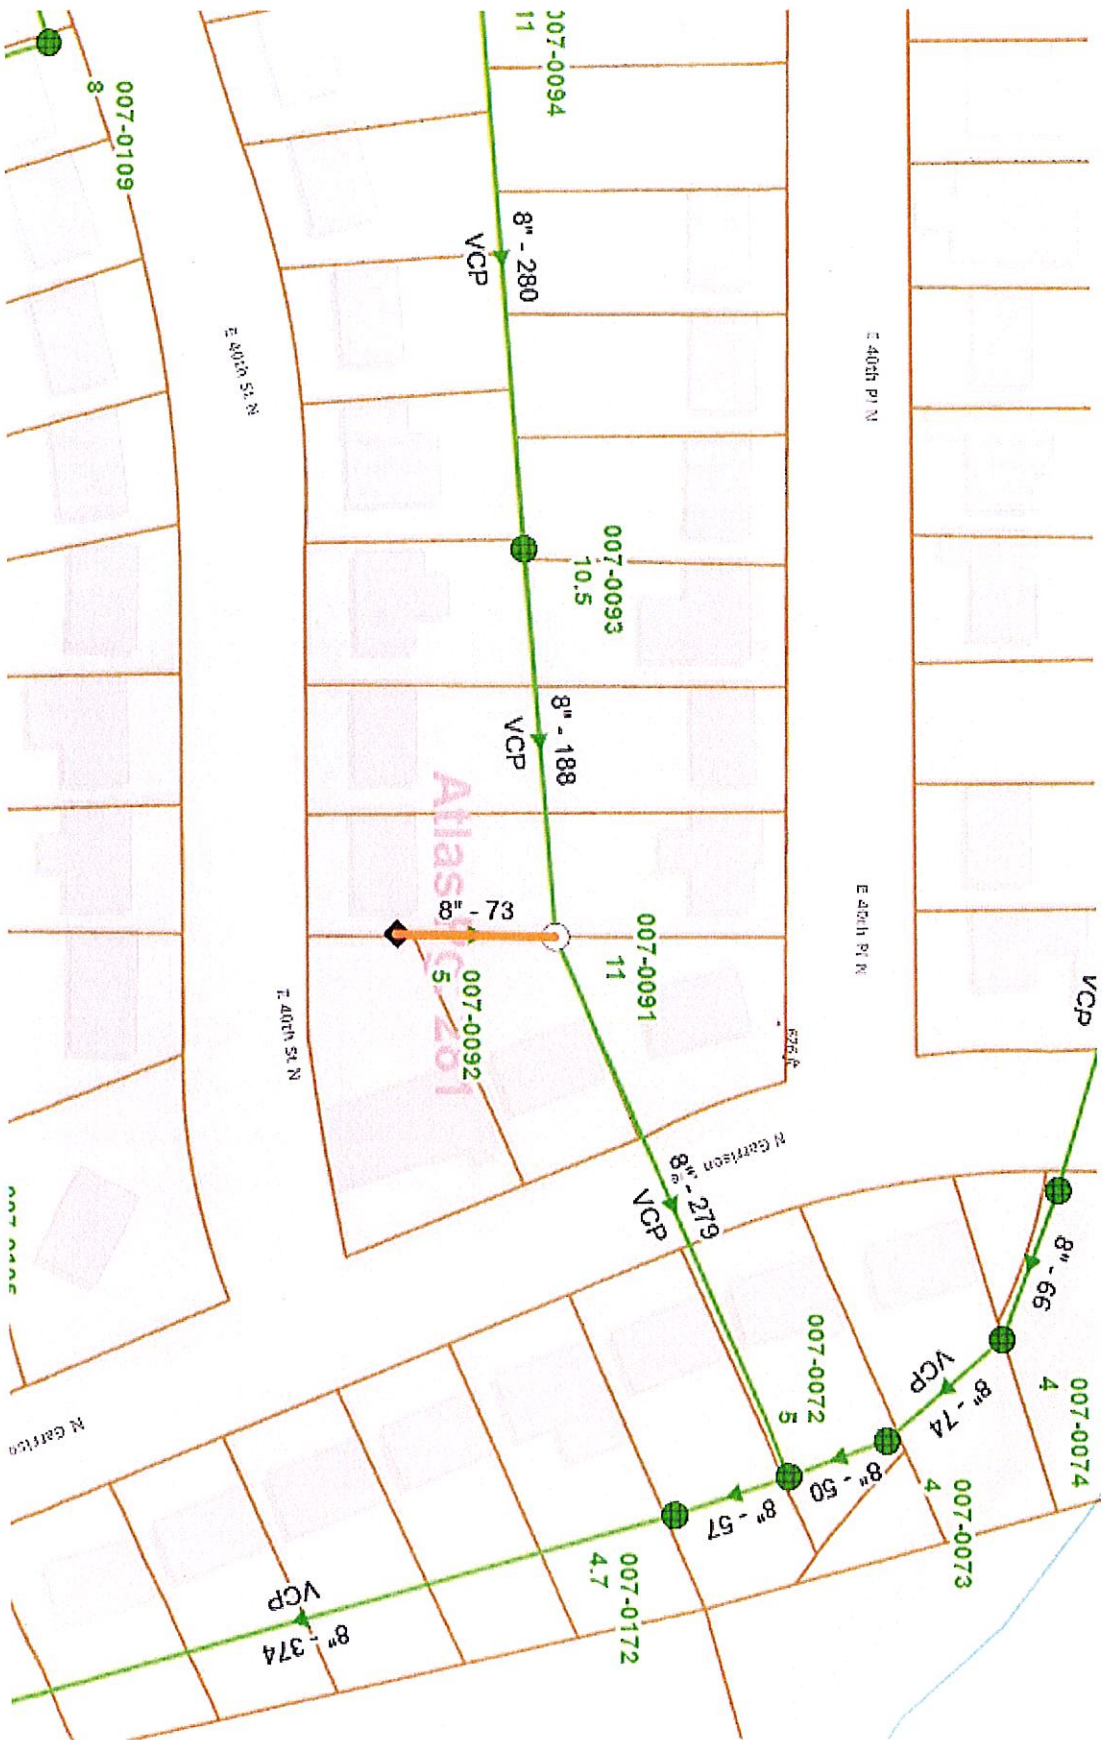 007-0094
11
007-0109
8
8" - 280
VCP
E 40th St N
E 40th Pl N
007-0093
10.5
8" - 188
VCP
Atlas
8" - 73
007-0092
5
007-0091
11
E 40th Pl N
E 40th St N
VCP
N Garrison
8" - 279
VCP
8" - 66
007-0074
4
VCP
8" - 74
007-0072
5
8" - 50
007-0073
4
8" - 57
007-0172
4.7
VCP
8" - 374
N Garrison